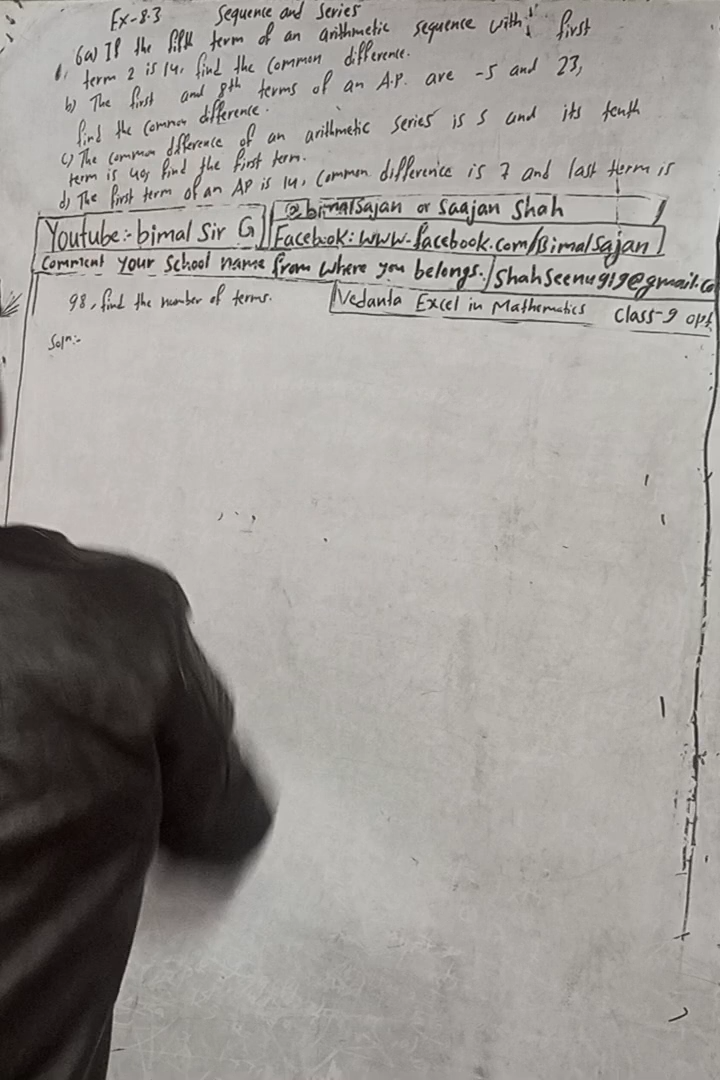 Ex-8.3 Sequence and Series
6a) If the fifth term of an arithmetic sequence with first
term 2 is 14, find the common difference.
b) The first and 8th terms of an A.P. are -5 and 23,
find the common difference.
c) The common difference of an arithmetic series is 5 and its tenth
term is 40, find the first term.
d) The first term of an AP is 14, common difference is 7 and last term is
@bimalsajan or Saajan Shah
Youtube:- bimal Sir G
Facebook: www.facebook.com/Bimalsajan
Comment your School name from where you belongs.
Shahseenu919@gmail.co
98, find the number of terms.
Vedanta Excel in Mathematics Class-9 opt
Soln:-